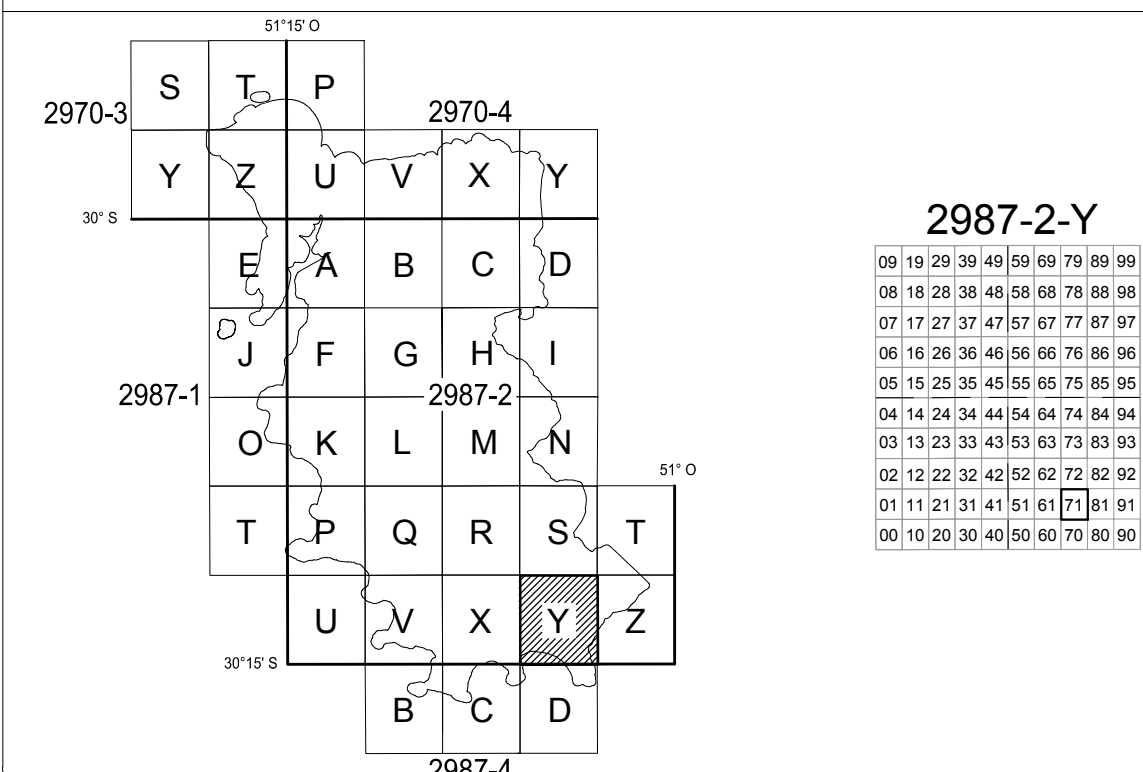 51°15' O
S T P
2970-3
2970-4
Y Z U V X Y
30° S
E A B C D
J F G H I
2987-1
2987-2
O K L M N
51° O
T P Q R S T
U V X Y Z
30°15' S
B C D
2987-4
2987-2-Y
09 19 29 39 49 59 69 79 89 99
08 18 28 38 48 58 68 78 88 98
07 17 27 37 47 57 67 77 87 97
06 16 26 36 46 56 66 76 86 96
05 15 25 35 45 55 65 75 85 95
04 14 24 34 44 54 64 74 84 94
03 13 23 33 43 53 63 73 83 93
02 12 22 32 42 52 62 72 82 92
01 11 21 31 41 51 61 71 81 91
00 10 20 30 40 50 60 70 80 90